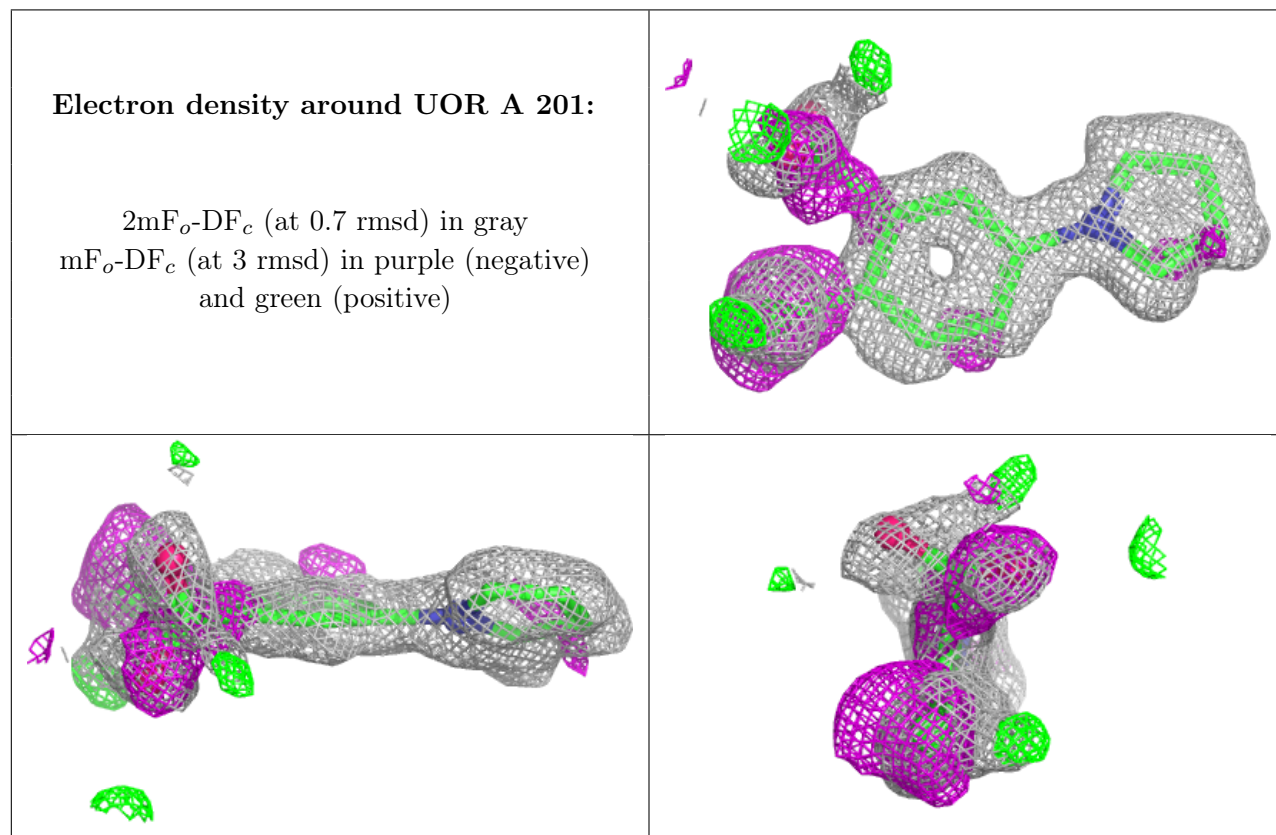 Electron density around UOR A 201:
2mFₒ-DF𝒸 (at 0.7 rmsd) in gray
mFₒ-DF𝒸 (at 3 rmsd) in purple (negative)
and green (positive)